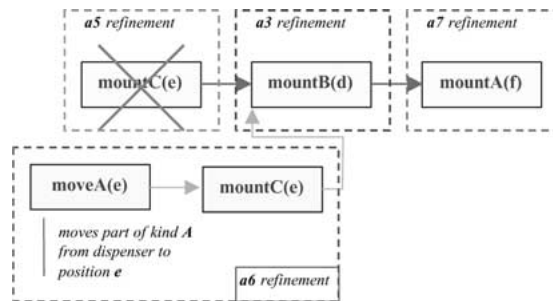 a5 refinement
a3 refinement
a7 refinement
mountC(e)
mountB(d)
mountA(f)
moveA(e)
mountC(e)
moves part of kind A
from dispenser to
position e
a6 refinement